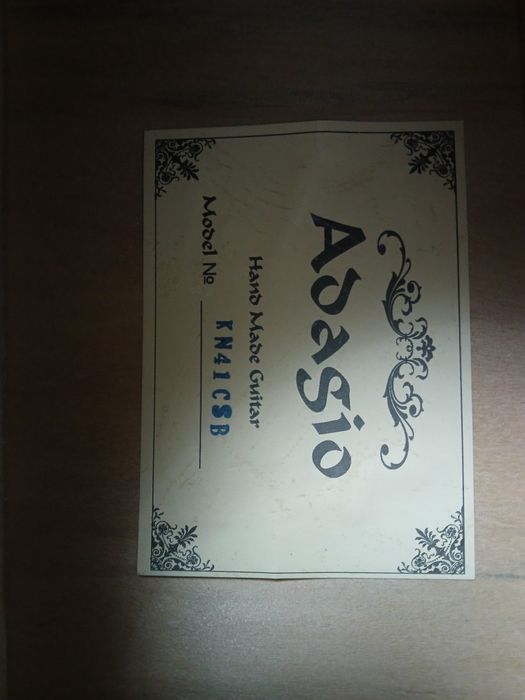 Adagio
Hand Made Guitar
Model № KN41CSB